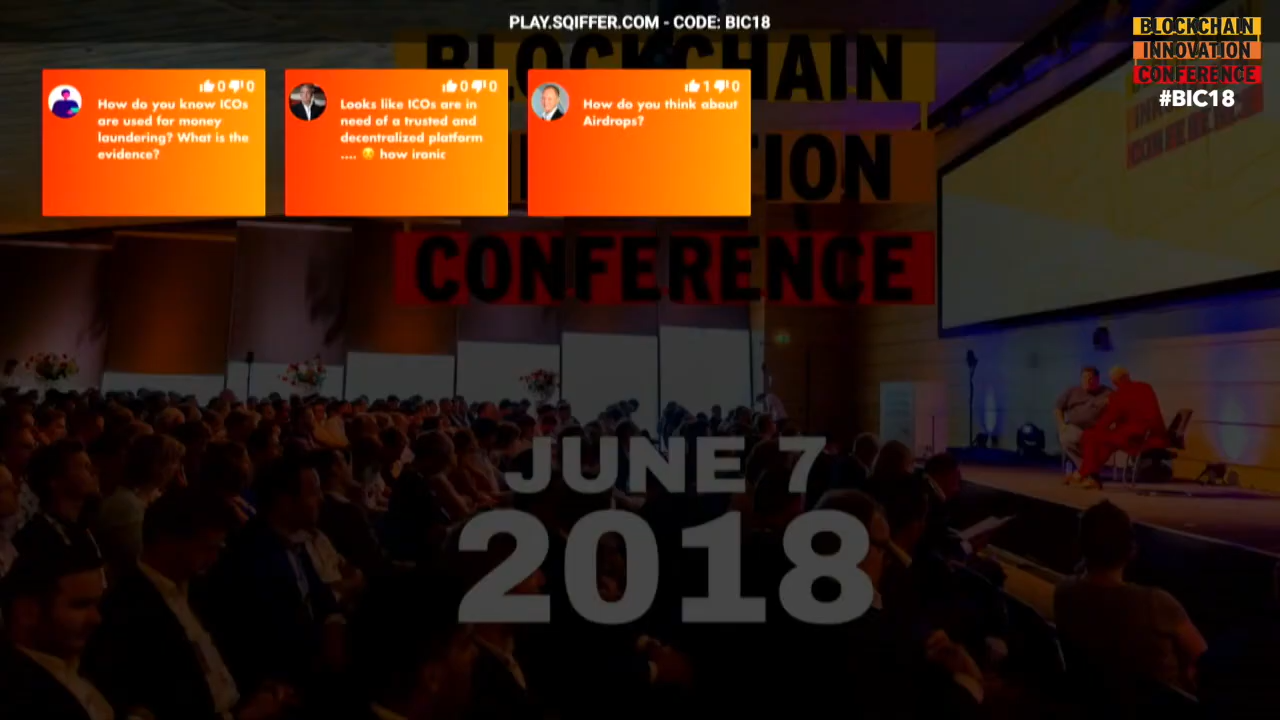 PLAY.SQIFFER.COM - CODE: BIC18
BLOCKCHAIN
INNOVATION
CONFERENCE
#BIC18
0 0
How do you know ICOs
are used for money
laundering? What is the
evidence?
0 0
Looks like ICOs are in
need of a trusted and
decentralized platform
.... 😒 how ironic
1 0
How do you think about
Airdrops?
BLOCKCHAIN
TION
CONFERENCE
JUNE 7
2018